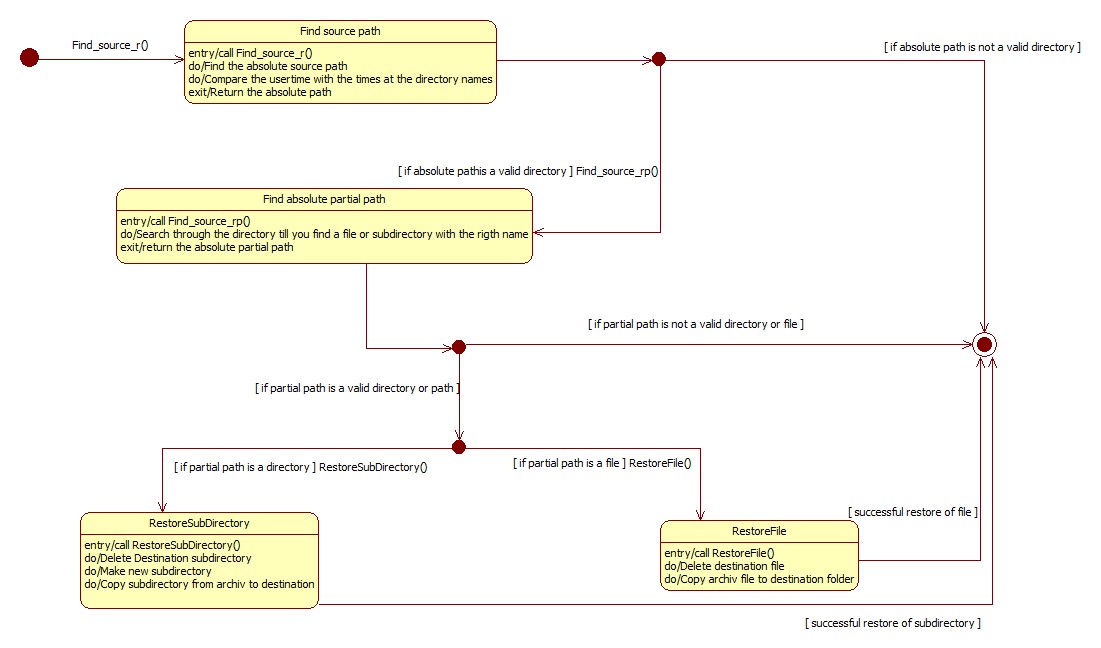 Find_source_r()
Find source path
entry/call Find_source_r()
do/Find the absolute source path
do/Compare the usertime with the times at the directory names
exit/Return the absolute path
[ if absolute path is not a valid directory ]
[ if absolute pathis a valid directory ] Find_source_rp()
Find absolute partial path
entry/call Find_source_rp()
do/Search through the directory till you find a file or subdirectory with the rigth name
exit/return the absolute partial path
[ if partial path is not a valid directory or file ]
[ if partial path is a valid directory or path ]
[ if partial path is a directory ] RestoreSubDirectory()
[ if partial path is a file ] RestoreFile()
RestoreSubDirectory
entry/call RestoreSubDirectory()
do/Delete Destination subdirectory
do/Make new subdirectory
do/Copy subdirectory from archiv to destination
[ successful restore of file ]
RestoreFile
entry/call RestoreFile()
do/Delete destination file
do/Copy archiv file to destination folder
[ successful restore of subdirectory ]